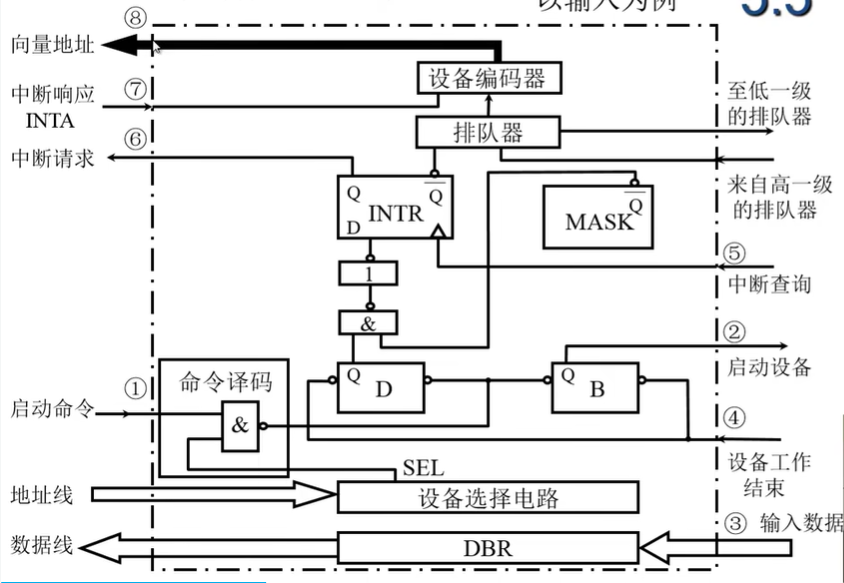 以输入为例
5.5
⑧
向量地址
设备编码器
⑦
中断响应
INTA
至低一级
的排队器
排队器
⑥
中断请求
来自高一级
的排队器
Q
Q
INTR
D
Q
MASK
⑤
中断查询
1
&
②
启动设备
命令译码
Q
D
Q
B
①
启动命令
&
④
设备工作
结束
SEL
地址线
设备选择电路
③ 输入数据
数据线
DBR